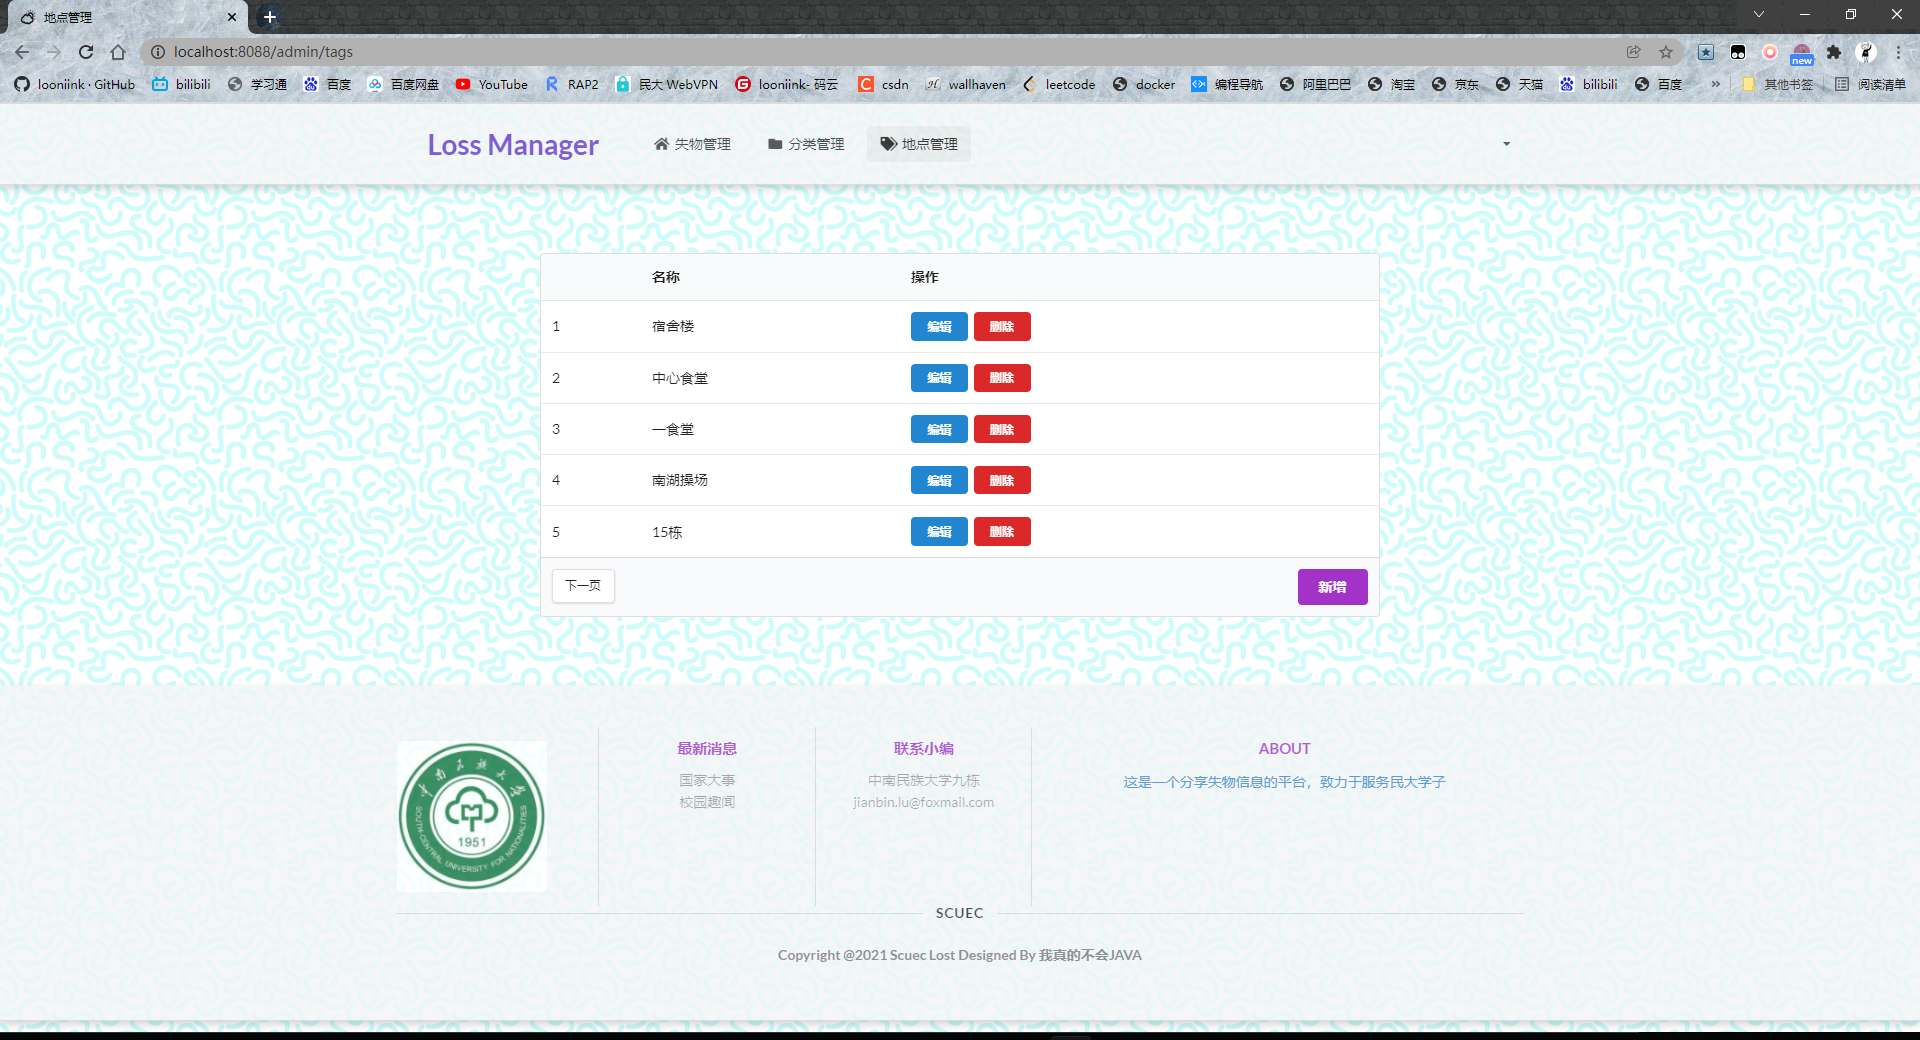 地点管理
localhost:8088/admin/tags
new
looniink · GitHub bilibili 学习通 百度 百度网盘 YouTube RAP2 民大 WebVPN looniink- 码云 csdn wallhaven leetcode docker 编程导航 阿里巴巴 淘宝 京东 天猫 bilibili 百度 » 其他书签 阅读清单
Loss Manager 失物管理 分类管理 地点管理
名称 操作
1 宿舍楼 编辑 删除
2 中心食堂 编辑 删除
3 一食堂 编辑 删除
4 南湖操场 编辑 删除
5 15栋 编辑 删除
下一页 新增
中南民族大学
1951
SOUTH-CENTRAL UNIVERSITY FOR NATIONALITIES
最新消息
国家大事
校园趣闻
联系小编
中南民族大学九栋
jianbin.lu@foxmail.com
ABOUT
这是一个分享失物信息的平台，致力于服务民大学子
SCUEC
Copyright @2021 Scuec Lost Designed By 我真的不会JAVA